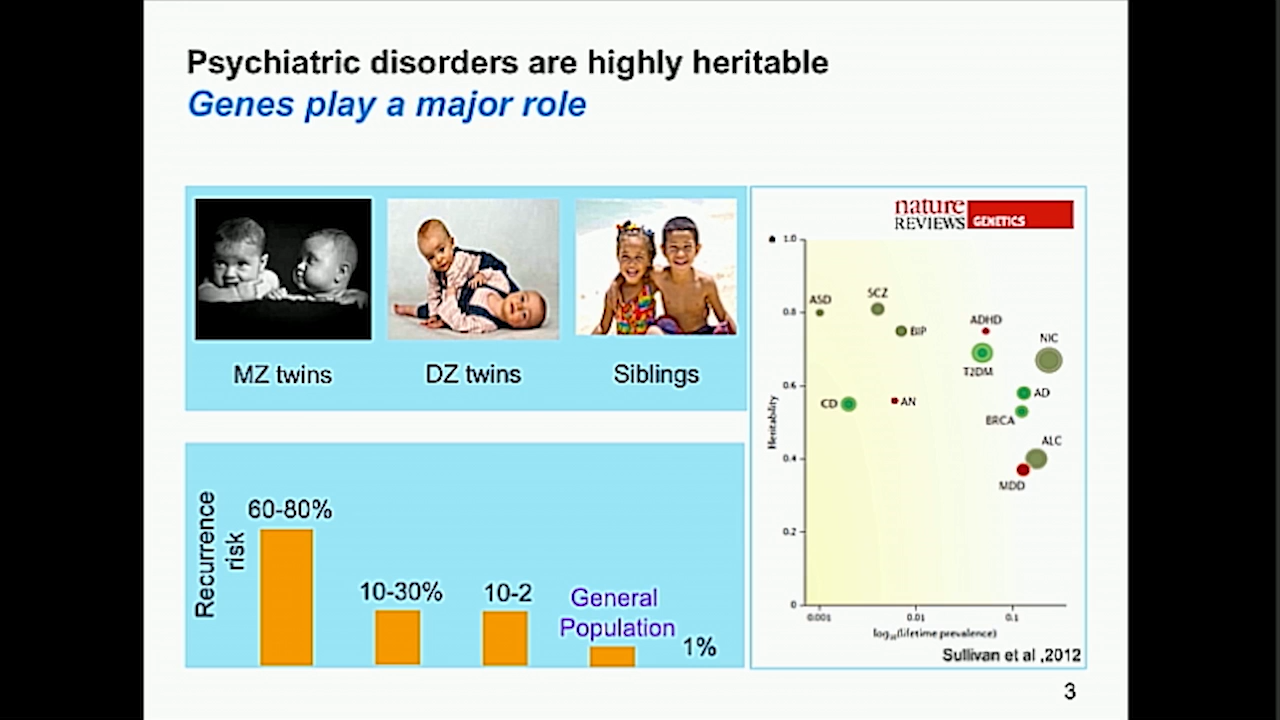 Psychiatric disorders are highly heritable
Genes play a major role
MZ twins
DZ twins
Siblings
Recurrence
risk
60-80%
10-30%
10-2
General
Population
1%
nature
REVIEWS GENETICS
a
1.0
0.8
0.6
0.4
0.2
0
Heritability
ASD
SCZ
BIP
ADHD
NIC
T2DM
CD
AN
AD
BRCA
ALC
MDD
0.001
0.01
0.1
log10(lifetime prevalence)
Sullivan et al ,2012
3